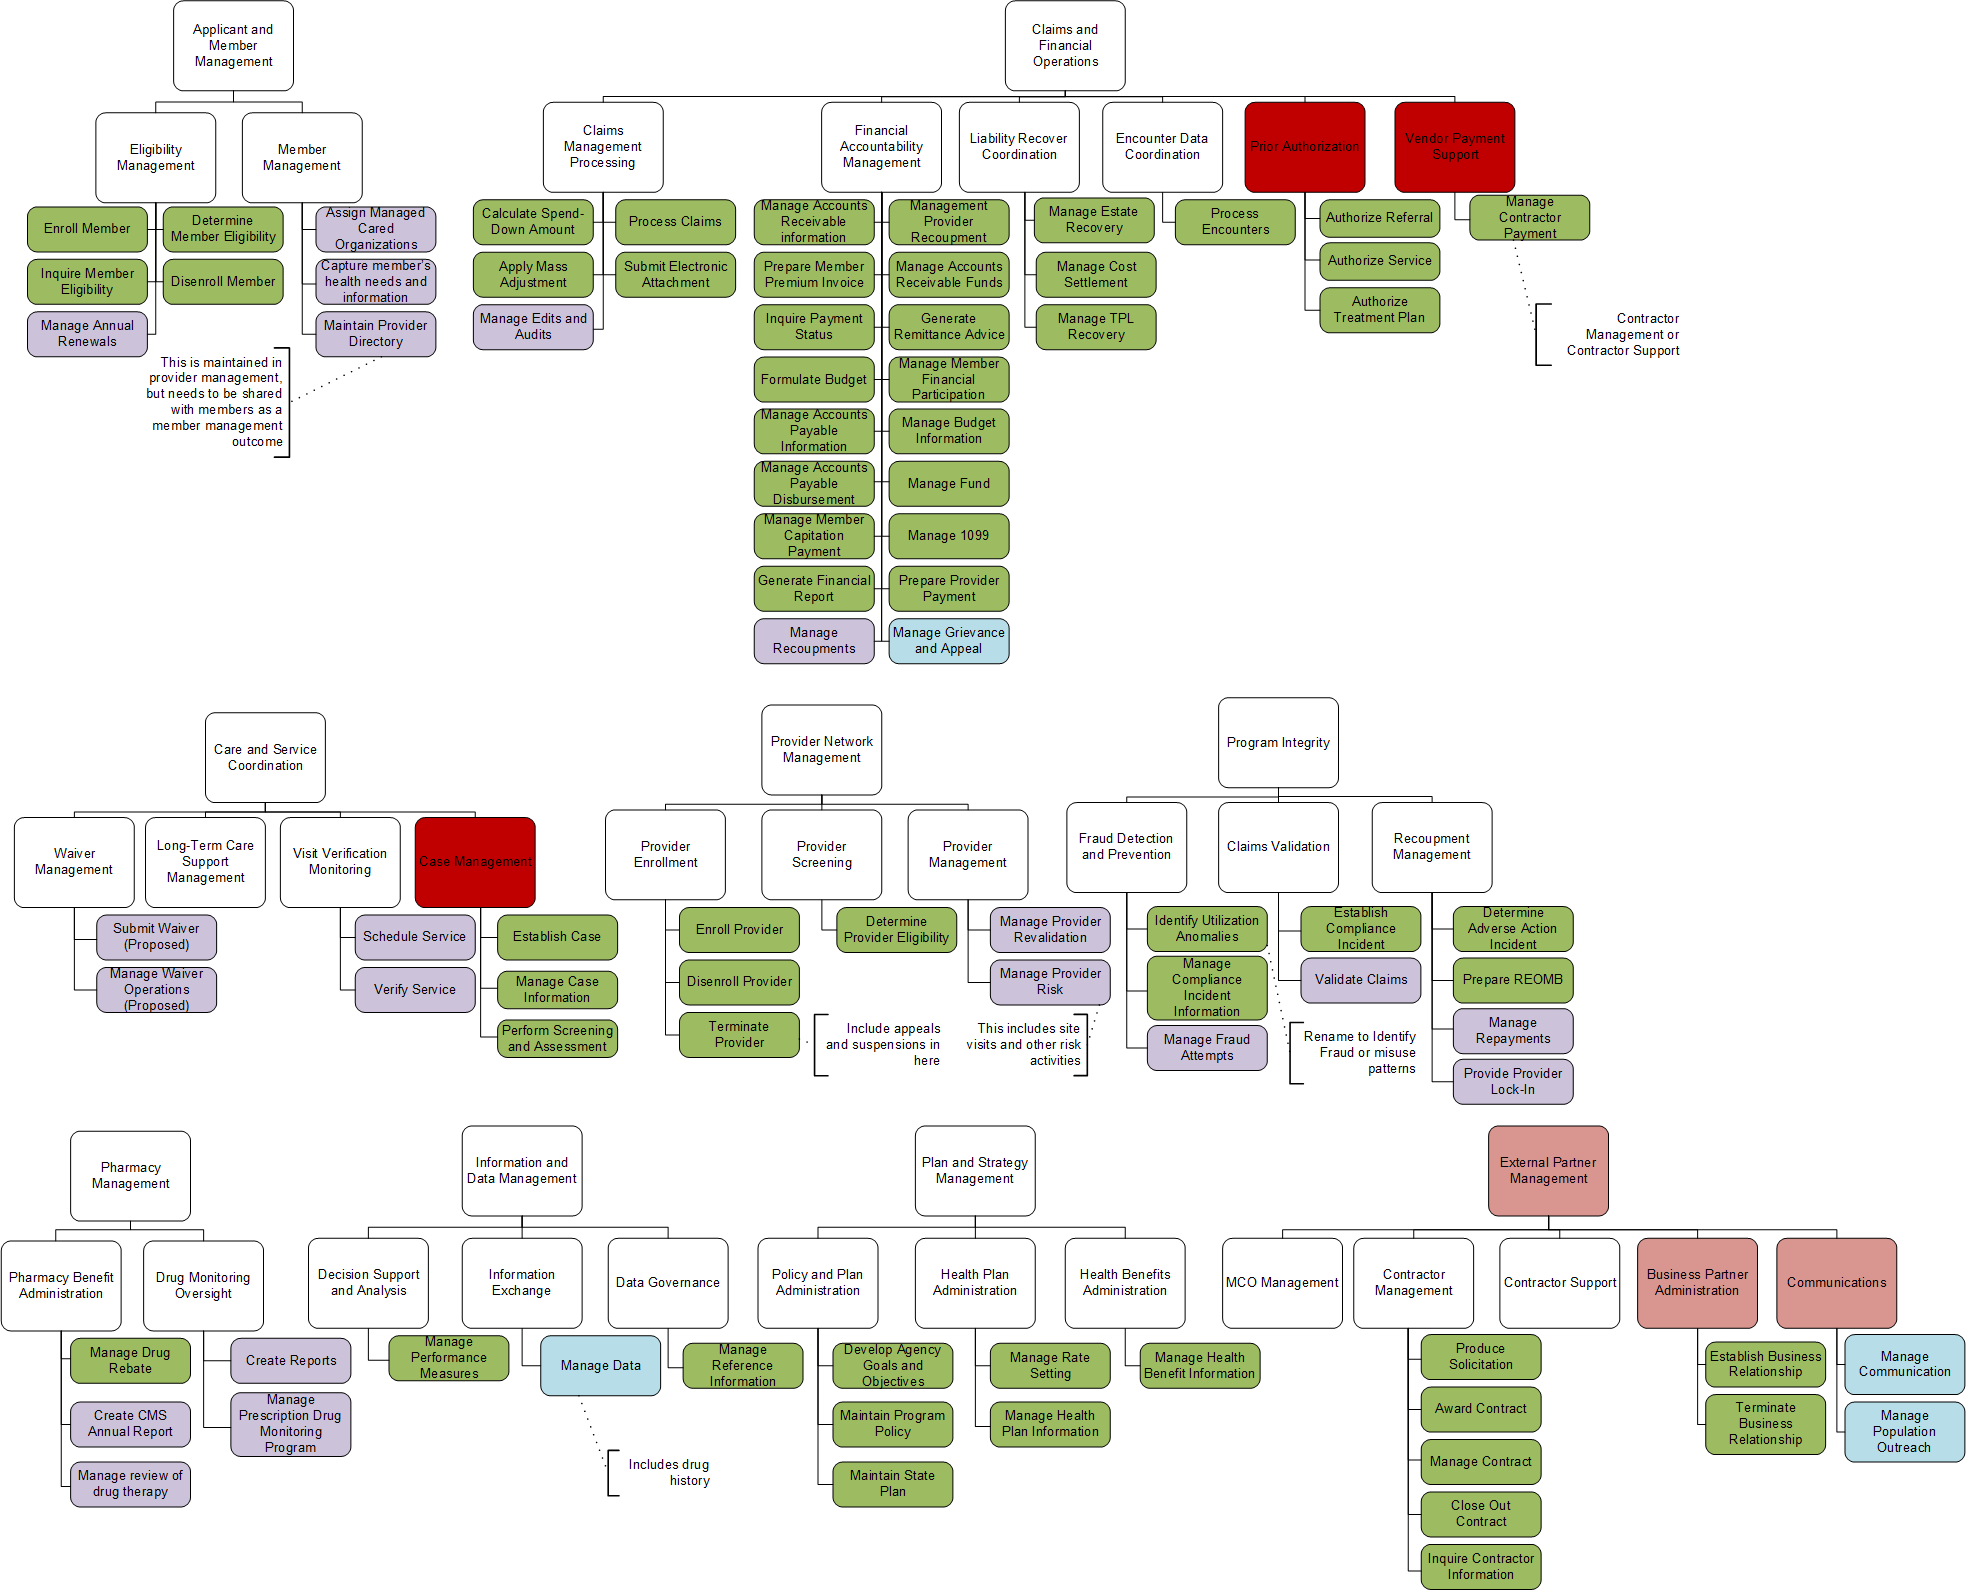 Applicant and
Member
Management
Claims and
Financial
Operations
Eligibility
Management
Member
Management
Claims
Management
Processing
Financial
Accountability
Management
Liability Recover
Coordination
Encounter Data
Coordination
Prior Authorization
Vendor Payment
Support
Enroll Member
Determine
Member Eligibility
Inquire Member
Eligibility
Disenroll Member
Manage Annual
Renewals
Assign Managed
Cared
Organizations
Capture member's
health needs and
information
Maintain Provider
Directory
This is maintained in
provider management,
but needs to be shared
with members as a
member management
outcome
Calculate Spend-
Down Amount
Process Claims
Apply Mass
Adjustment
Submit Electronic
Attachment
Manage Edits and
Audits
Manage Accounts
Receivable
information
Management
Provider
Recoupment
Prepare Member
Premium Invoice
Manage Accounts
Receivable Funds
Inquire Payment
Status
Generate
Remittance Advice
Formulate Budget
Manage Member
Financial
Participation
Manage Accounts
Payable
Information
Manage Budget
Information
Manage Accounts
Payable
Disbursement
Manage Fund
Manage Member
Capitation
Payment
Manage 1099
Generate Financial
Report
Prepare Provider
Payment
Manage
Recoupments
Manage Grievance
and Appeal
Manage Estate
Recovery
Manage Cost
Settlement
Manage TPL
Recovery
Process
Encounters
Authorize Referral
Authorize Service
Authorize
Treatment Plan
Manage
Contractor
Payment
Contractor
Management or
Contractor Support
Care and Service
Coordination
Provider Network
Management
Program Integrity
Waiver
Management
Long-Term Care
Support
Management
Visit Verification
Monitoring
Case Management
Submit Waiver
(Proposed)
Manage Waiver
Operations
(Proposed)
Schedule Service
Verify Service
Establish Case
Manage Case
Information
Perform Screening
and Assessment
Provider
Enrollment
Provider
Screening
Provider
Management
Enroll Provider
Disenroll Provider
Terminate
Provider
Include appeals
and suspensions in
here
Determine
Provider Eligibility
Manage Provider
Revalidation
Manage Provider
Risk
This includes site
visits and other risk
activities
Fraud Detection
and Prevention
Claims Validation
Recoupment
Management
Identify Utilization
Anomalies
Manage
Compliance
Incident
Information
Manage Fraud
Attempts
Establish
Compliance
Incident
Validate Claims
Rename to Identify
Fraud or misuse
patterns
Determine
Adverse Action
Incident
Prepare REOMB
Manage
Repayments
Provide Provider
Lock-In
Pharmacy
Management
Information and
Data Management
Plan and Strategy
Management
External Partner
Management
Pharmacy Benefit
Administration
Drug Monitoring
Oversight
Manage Drug
Rebate
Create CMS
Annual Report
Manage review of
drug therapy
Create Reports
Manage
Prescription Drug
Monitoring
Program
Decision Support
and Analysis
Information
Exchange
Data Governance
Manage
Performance
Measures
Manage Data
Manage
Reference
Information
Includes drug
history
Policy and Plan
Administration
Health Plan
Administration
Health Benefits
Administration
Develop Agency
Goals and
Objectives
Maintain Program
Policy
Maintain State
Plan
Manage Rate
Setting
Manage Health
Plan Information
Manage Health
Benefit Information
MCO Management
Contractor
Management
Contractor Support
Business Partner
Administration
Communications
Produce
Solicitation
Award Contract
Manage Contract
Close Out
Contract
Inquire Contractor
Information
Establish Business
Relationship
Terminate
Business
Relationship
Manage
Communication
Manage
Population
Outreach